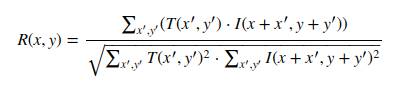 R(x, y) = \frac{\sum_{x',y'} (T(x', y') \cdot I(x + x', y + y'))}{\sqrt{\sum_{x',y'} T(x', y')^2 \cdot \sum_{x',y'} I(x + x', y + y')^2}}